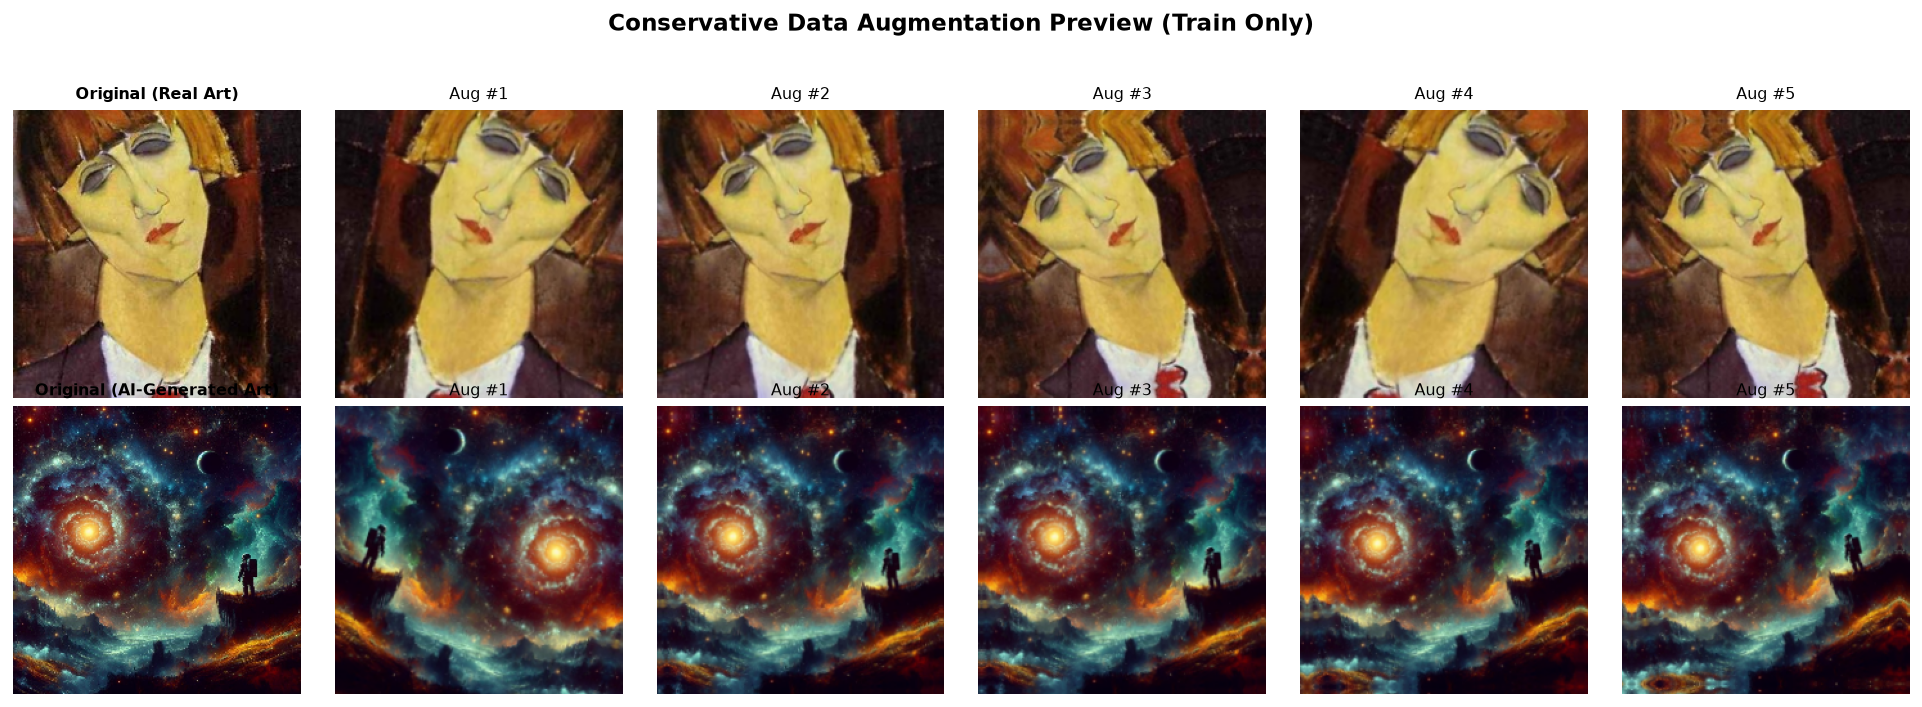 Conservative Data Augmentation Preview (Train Only)
Original (Real Art) Aug #1 Aug #2 Aug #3 Aug #4 Aug #5
Original (AI-Generated Art) Aug #1 Aug #2 Aug #3 Aug #4 Aug #5